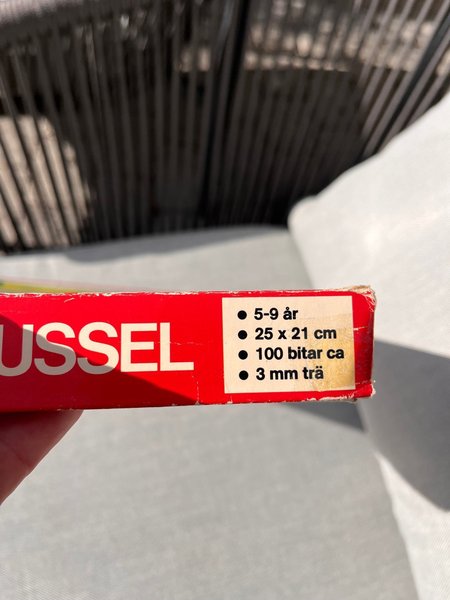 USSEL
● 5-9 år
● 25 x 21 cm
● 100 bitar ca
● 3 mm trä